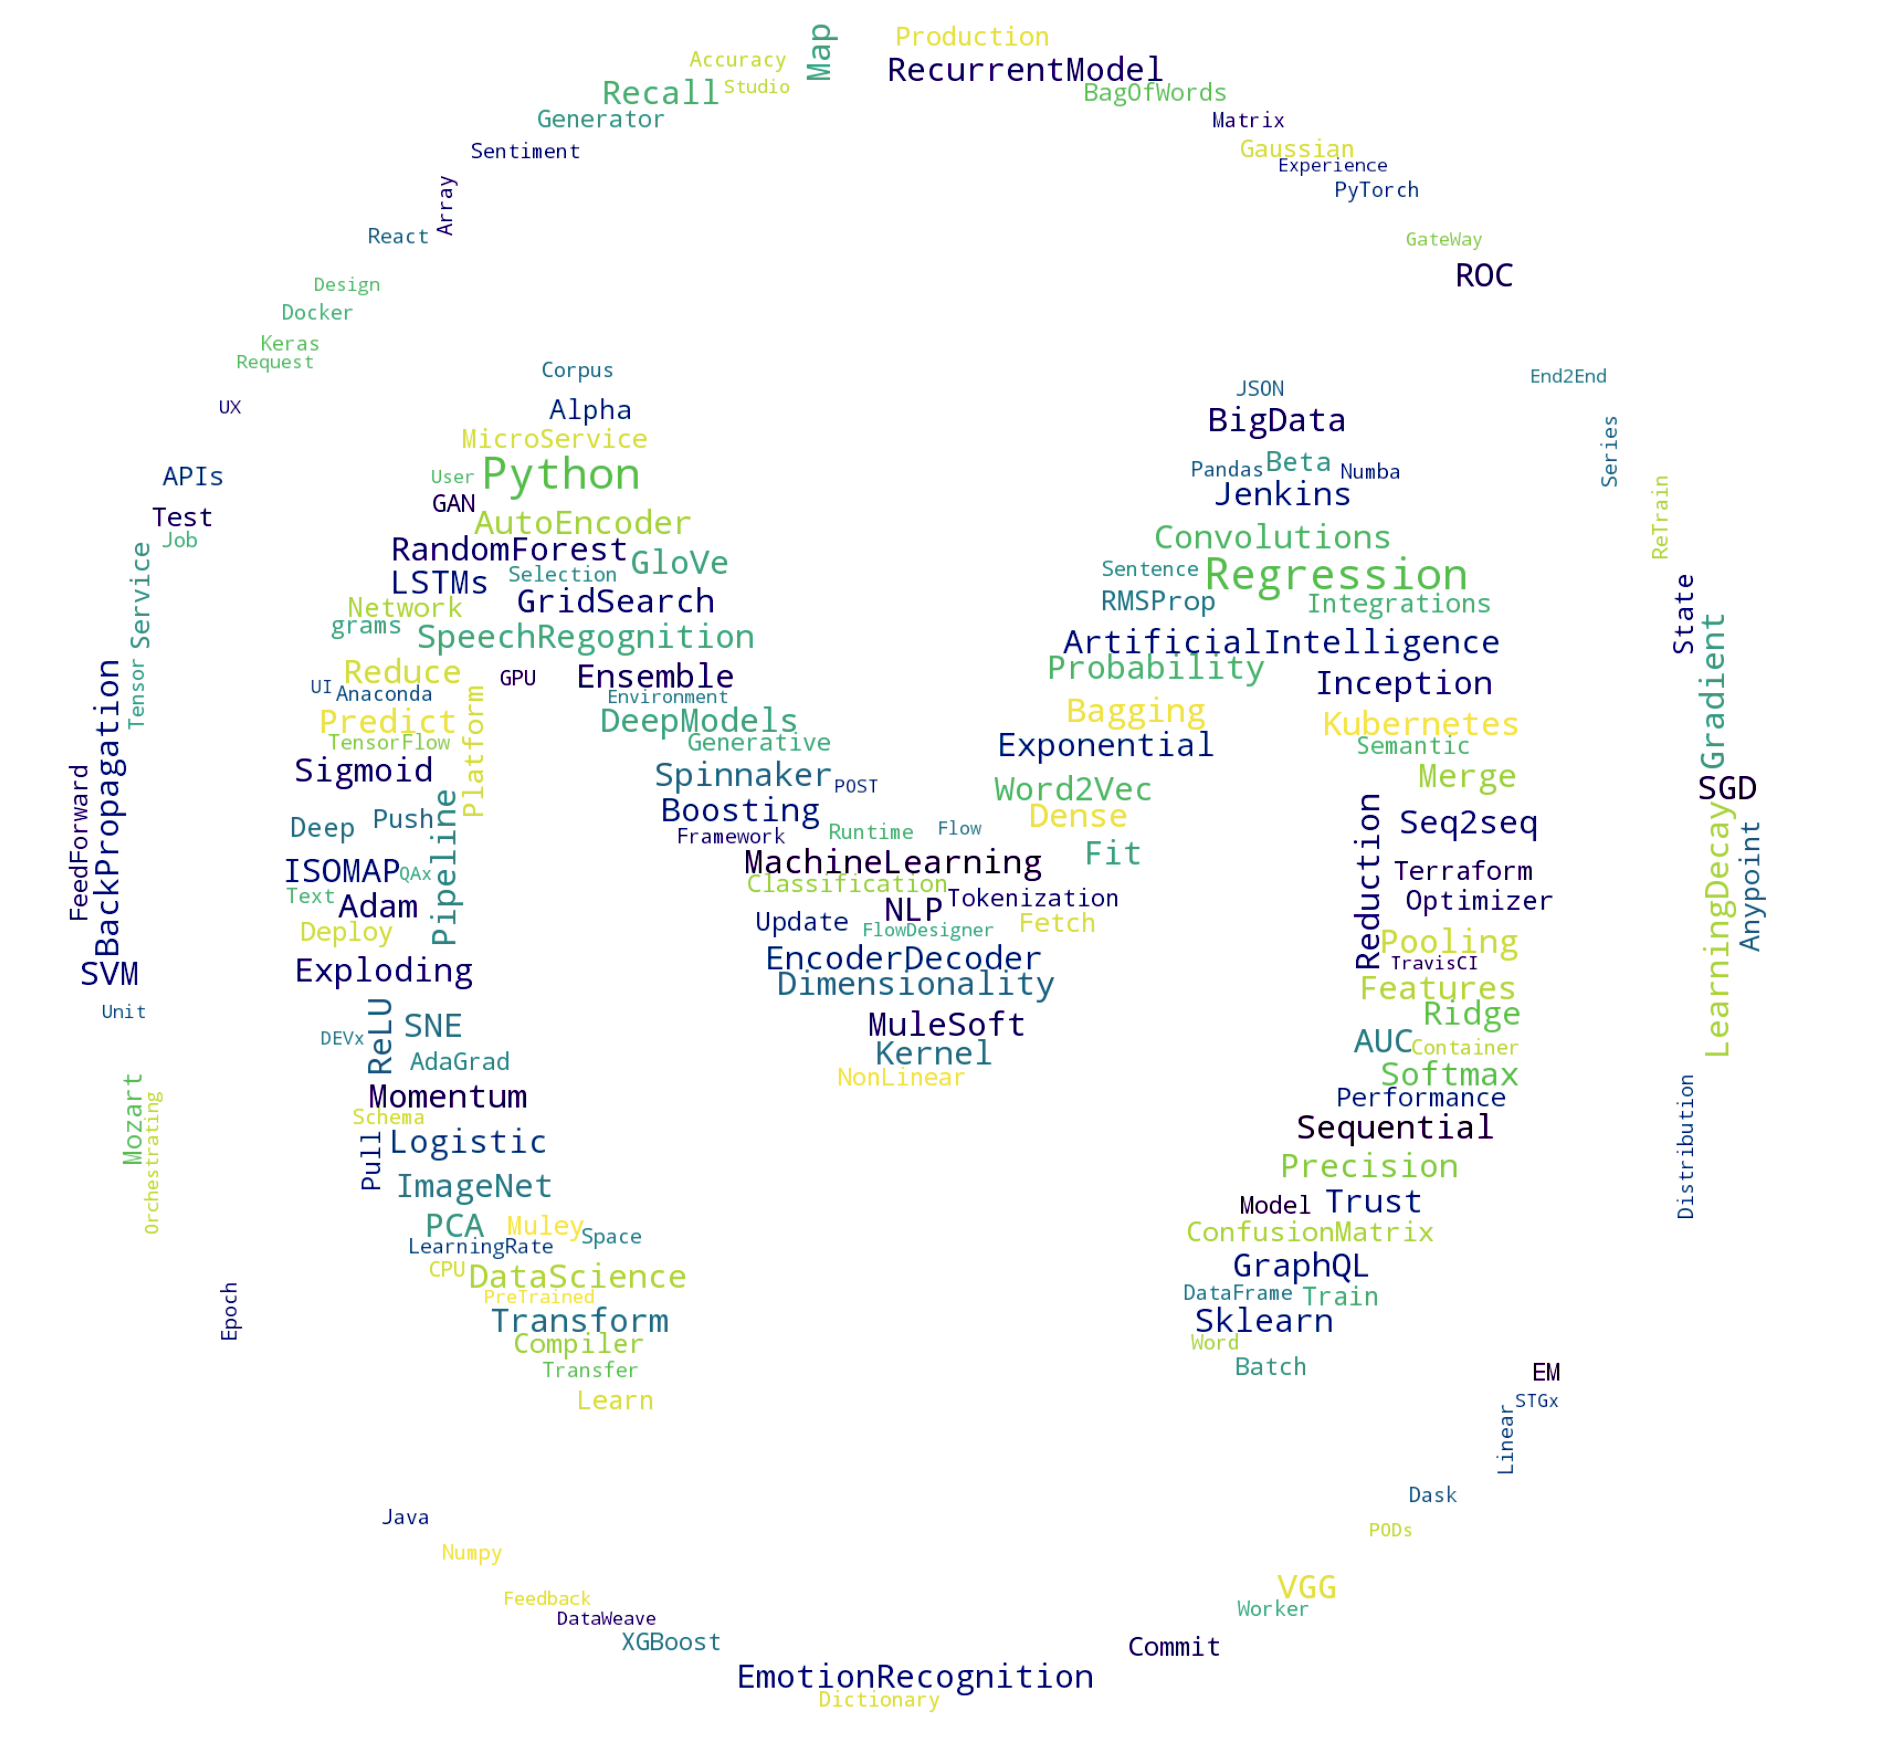 Production
Map
Accuracy
RecurrentModel
Studio
Recall
BagOfWords
Generator
Matrix
Sentiment
Gaussian
Experience
PyTorch
Array
React
GateWay
ROC
Design
Docker
Keras
Request
Corpus
End2End
JSON
UX
Alpha
BigData
MicroService
Series
Beta
Pandas
Numba
APIs
User
Python
Jenkins
GAN
ReTrain
Test
AutoEncoder
Job
Convolutions
RandomForest
GloVe
Sentence
Regression
Selection
LSTMs
Service
GridSearch
RMSProp
Integrations
Network
State
grams
SpeechRegognition
ArtificialIntelligence
Probability
Reduce
GPU
Ensemble
Inception
UI
Anaconda
Environment
Tensor
Gradient
Bagging
Predict
DeepModels
Kubernetes
TensorFlow
Generative
Exponential
Semantic
Platform
Sigmoid
Spinnaker
Merge
POST
Word2Vec
SGD
BackPropagation
Boosting
Dense
Push
Deep
Framework
Runtime
Flow
Seq2seq
FeedForward
Fit
MachineLearning
Pipeline
ISOMAP
QAx
Terraform
Reduction
Classification
Anypoint
Text
Tokenization
Optimizer
Adam
NLP
Update
Fetch
FlowDesigner
Deploy
LearningDecay
Pooling
EncoderDecoder
TravisCI
SVM
Exploding
Dimensionality
Features
Unit
Ridge
SNE
MuleSoft
ReLU
DEVx
AUC
Container
Kernel
AdaGrad
Softmax
NonLinear
Momentum
Performance
Schema
Mozart
Sequential
Logistic
Pull
Orchestrating
Distribution
Precision
ImageNet
Model
Trust
PCA
Muley
Space
ConfusionMatrix
LearningRate
GraphQL
CPU
DataScience
DataFrame
Train
PreTrained
Epoch
Transform
Sklearn
Compiler
Word
Transfer
Batch
EM
Learn
STGx
Linear
Dask
Java
PODs
Numpy
VGG
Feedback
Worker
DataWeave
XGBoost
Commit
EmotionRecognition
Dictionary